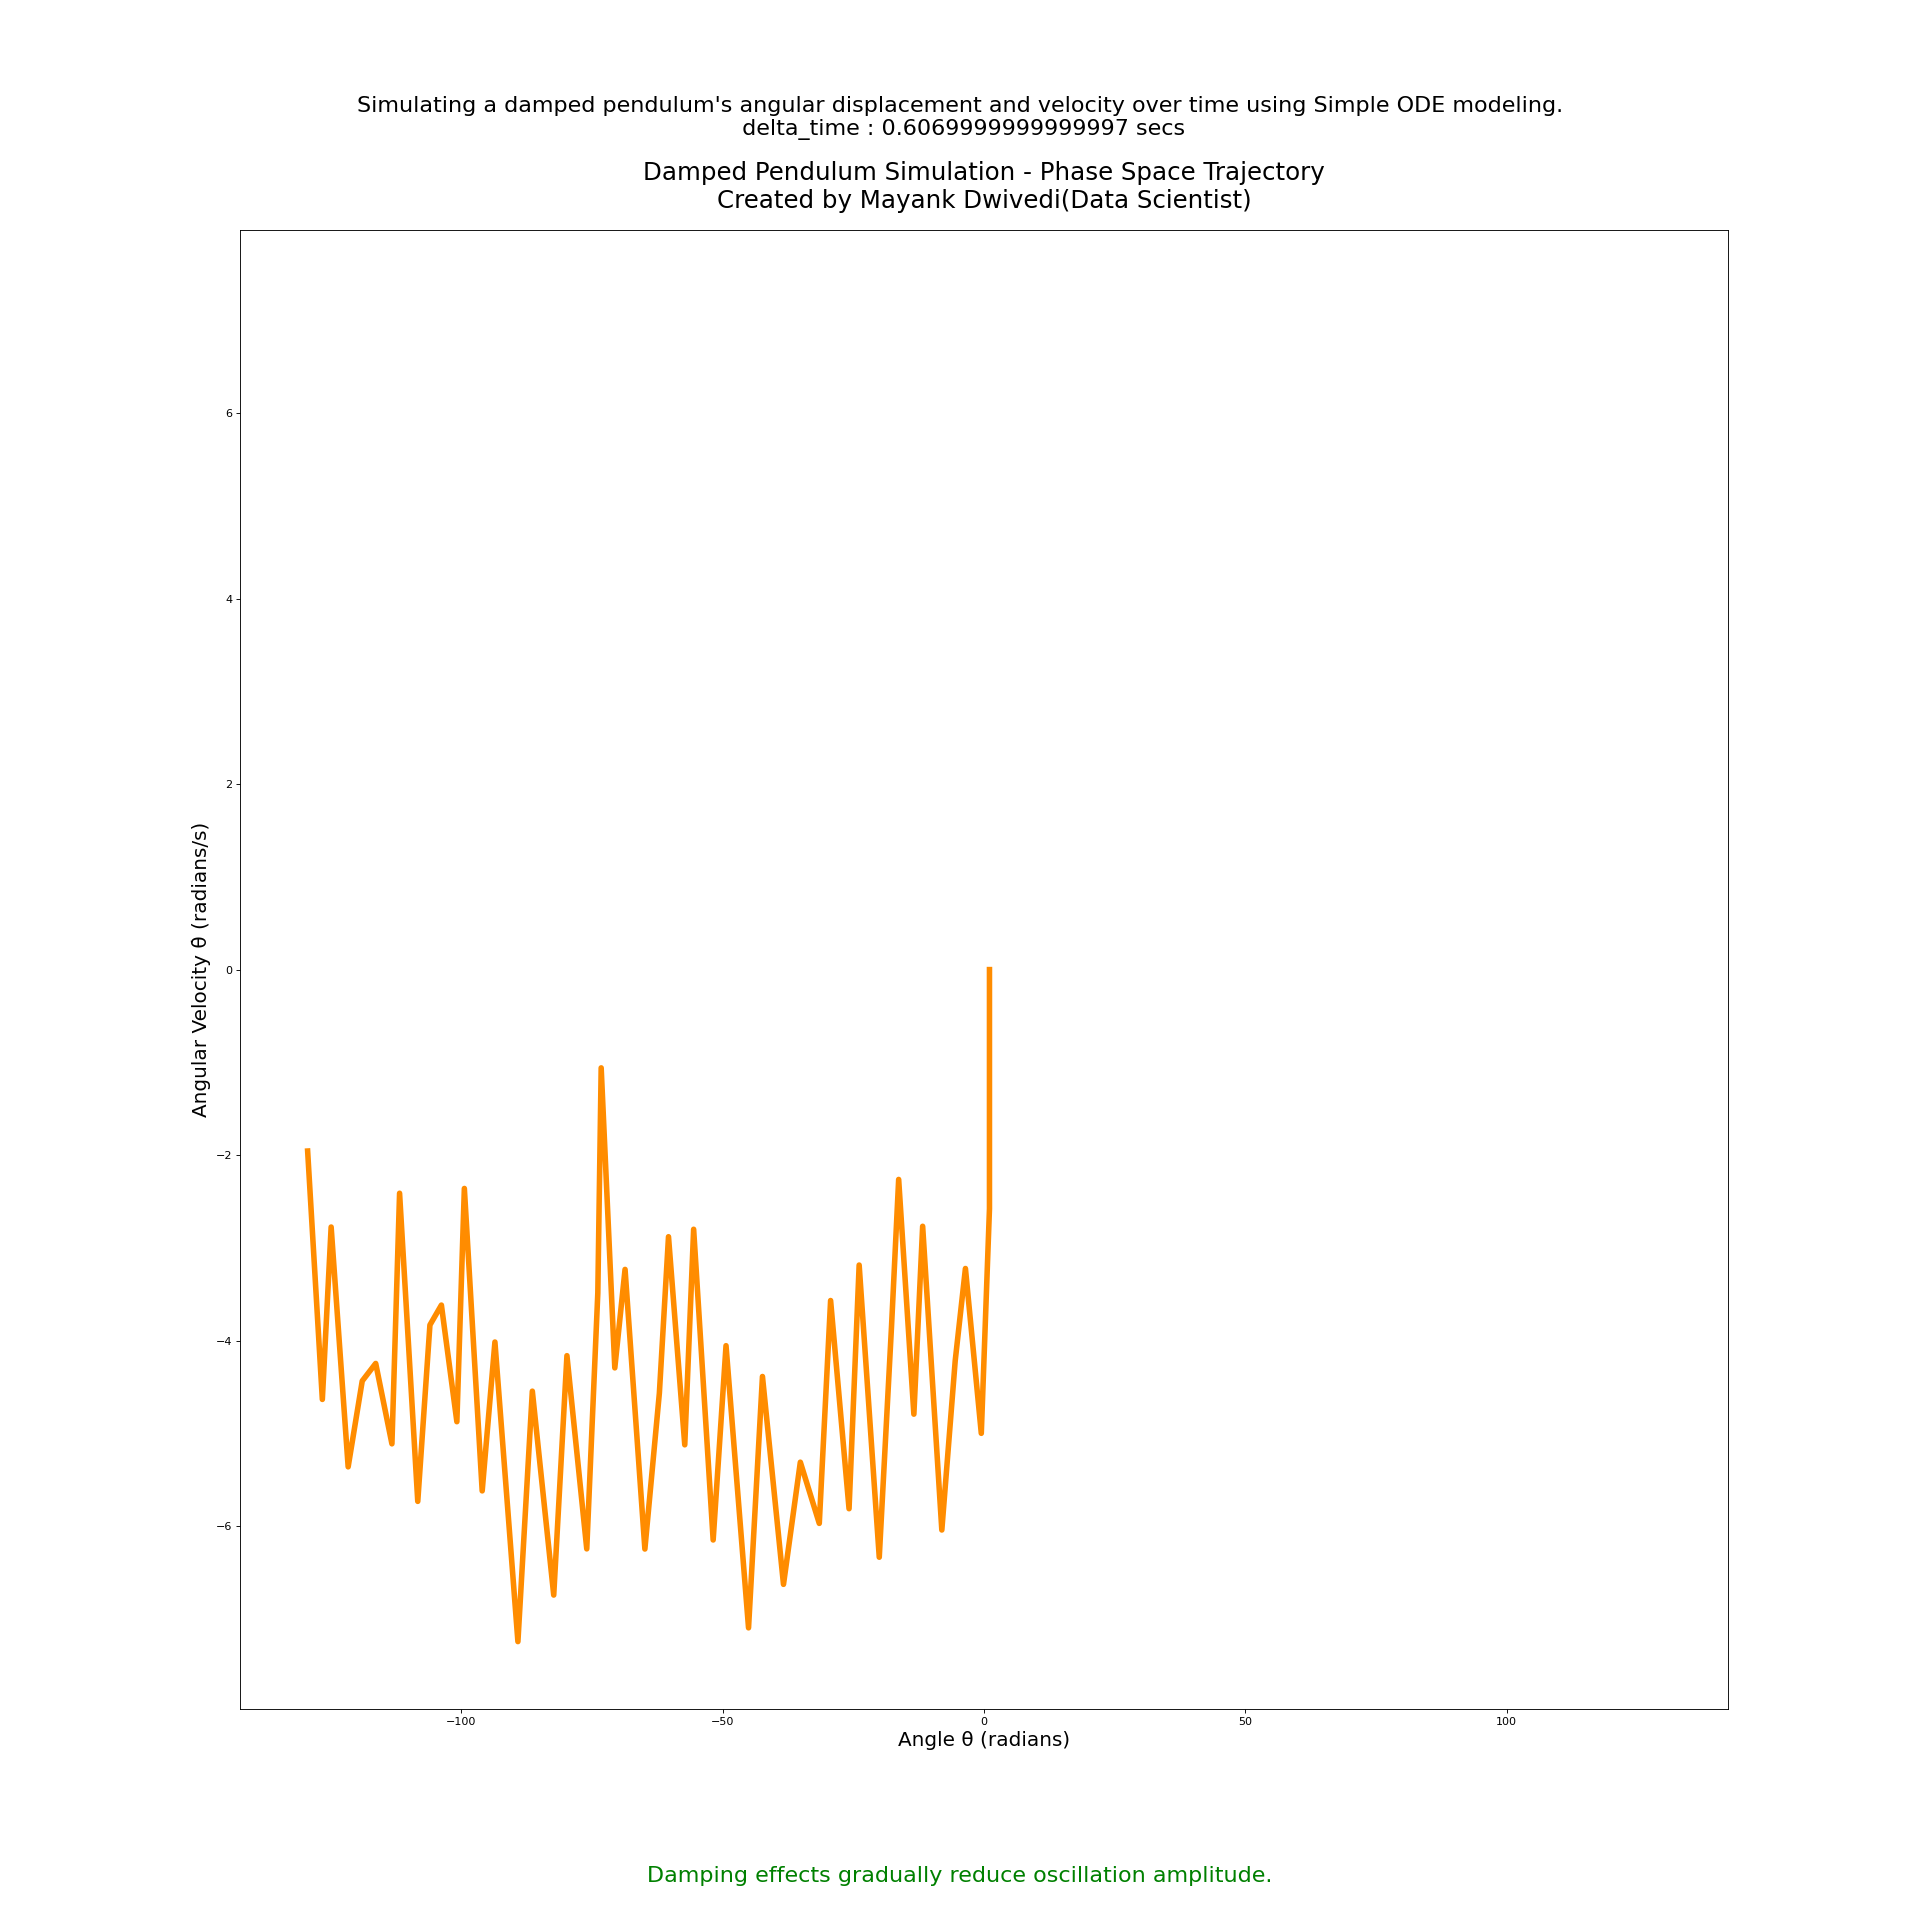 Simulating a damped pendulum's angular displacement and velocity over time using Simple ODE modeling.
delta_time : 0.6069999999999997 secs
Damped Pendulum Simulation - Phase Space Trajectory
Created by Mayank Dwivedi(Data Scientist)
6
4
2
0
−2
−4
−6
Angular Velocity θ̇ (radians/s)
−100
−50
0
50
100
Angle θ (radians)
Damping effects gradually reduce oscillation amplitude.